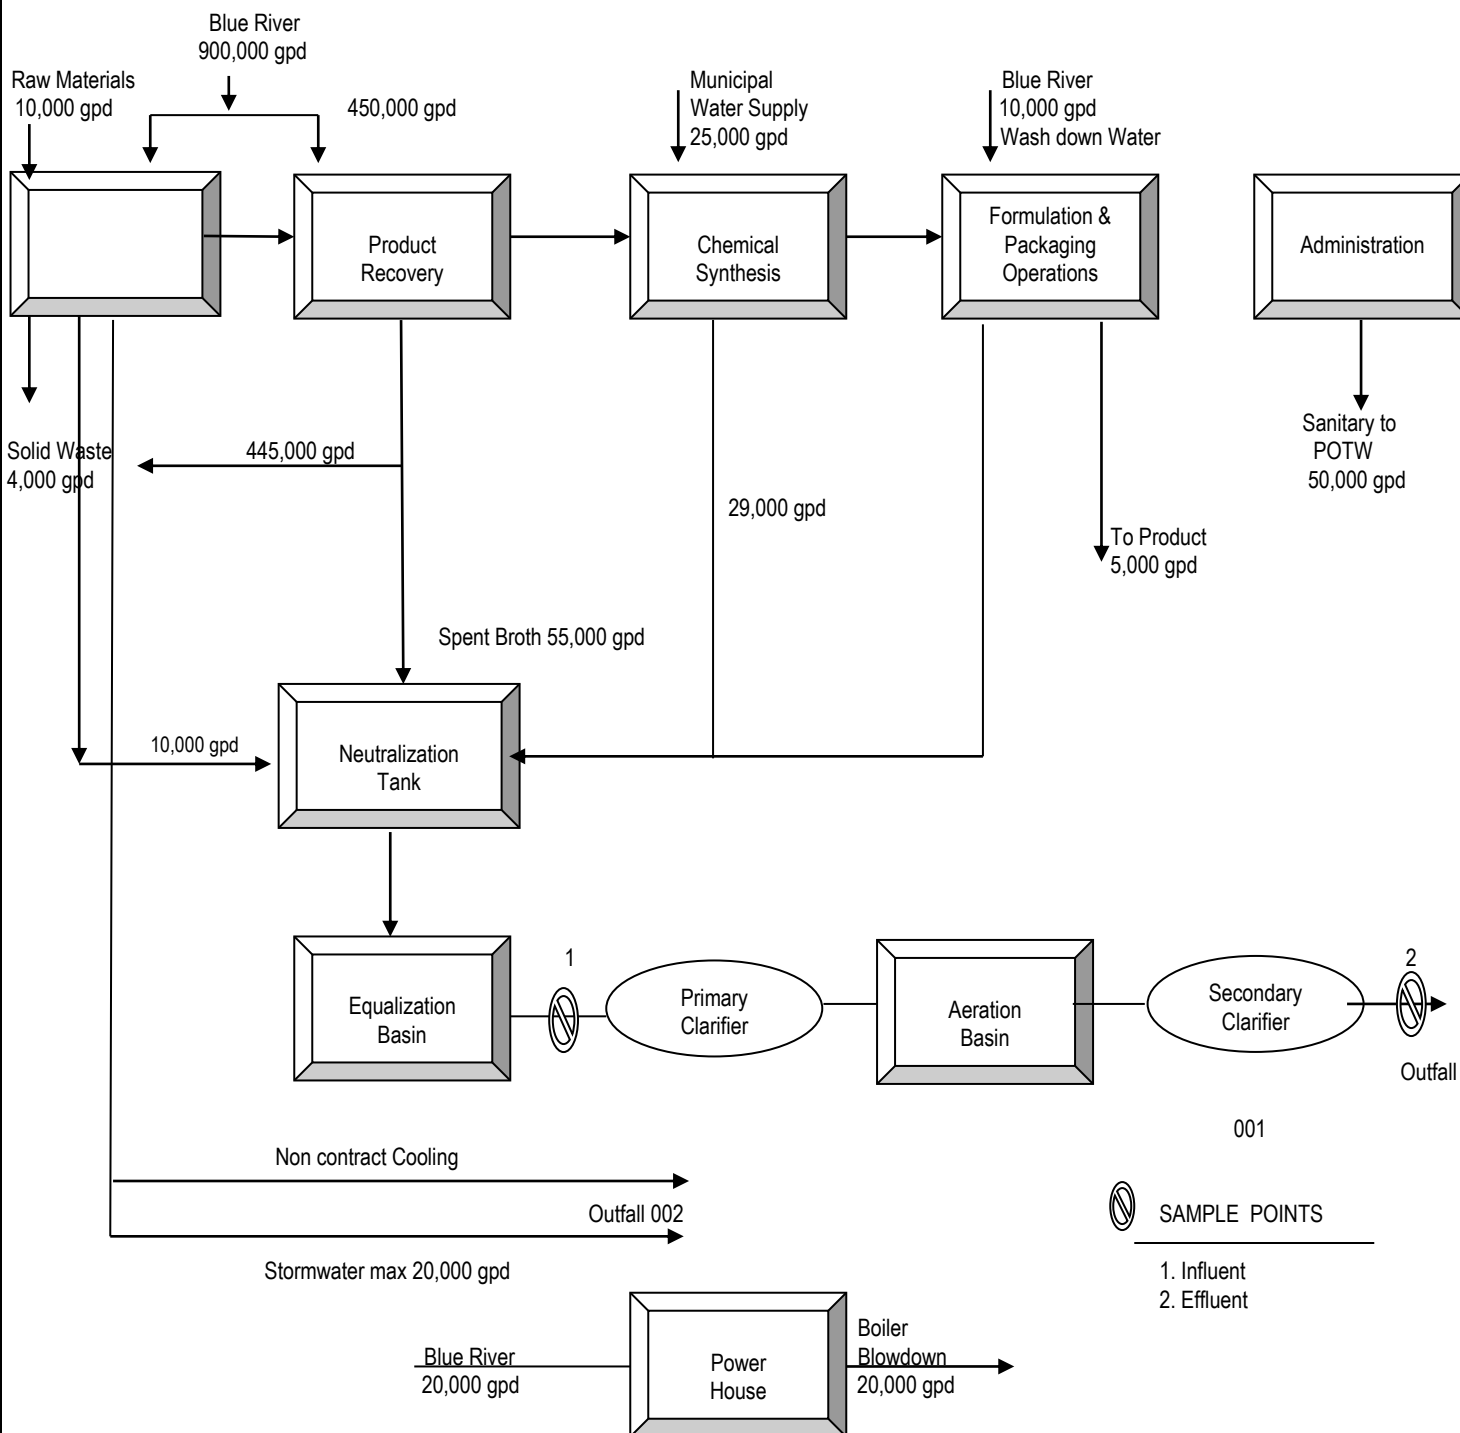 Blue River
900,000 gpd
Raw Materials
10,000 gpd
450,000 gpd
Municipal
Water Supply
25,000 gpd
Blue River
10,000 gpd
Wash down Water
Product
Recovery
Chemical
Synthesis
Formulation &
Packaging
Operations
Administration
Solid Waste
4,000 gpd
445,000 gpd
29,000 gpd
To Product
5,000 gpd
Sanitary to
POTW
50,000 gpd
Spent Broth 55,000 gpd
10,000 gpd
Neutralization
Tank
Equalization
Basin
1
Primary
Clarifier
Aeration
Basin
Secondary
Clarifier
2
Outfall
001
Non contract Cooling
Outfall 002
Stormwater max 20,000 gpd
SAMPLE POINTS
1. Influent
2. Effluent
Blue River
20,000 gpd
Power
House
Boiler
Blowdown
20,000 gpd